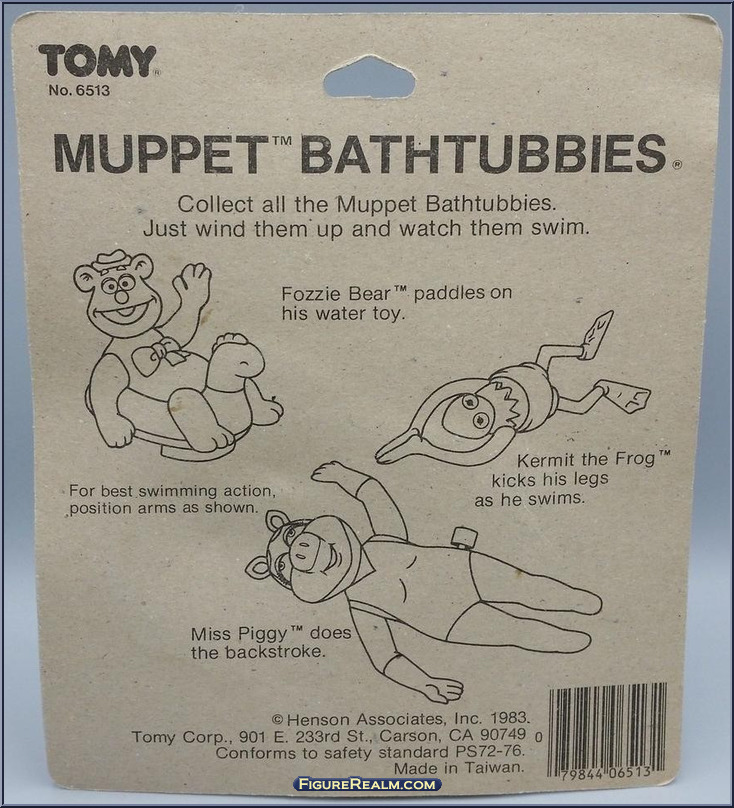 TOMY®
No. 6513
MUPPET™ BATHTUBBIES®
Collect all the Muppet Bathtubbies.
Just wind them up and watch them swim.
Fozzie Bear™ paddles on
his water toy.
Kermit the Frog™
kicks his legs
as he swims.
For best swimming action,
position arms as shown.
Miss Piggy™ does
the backstroke.
© Henson Associates, Inc. 1983.
Tomy Corp., 901 E. 233rd St., Carson, CA 90749
Conforms to safety standard PS72-76.
Made in Taiwan.
0 79844 06513
FIGUREREALM.COM